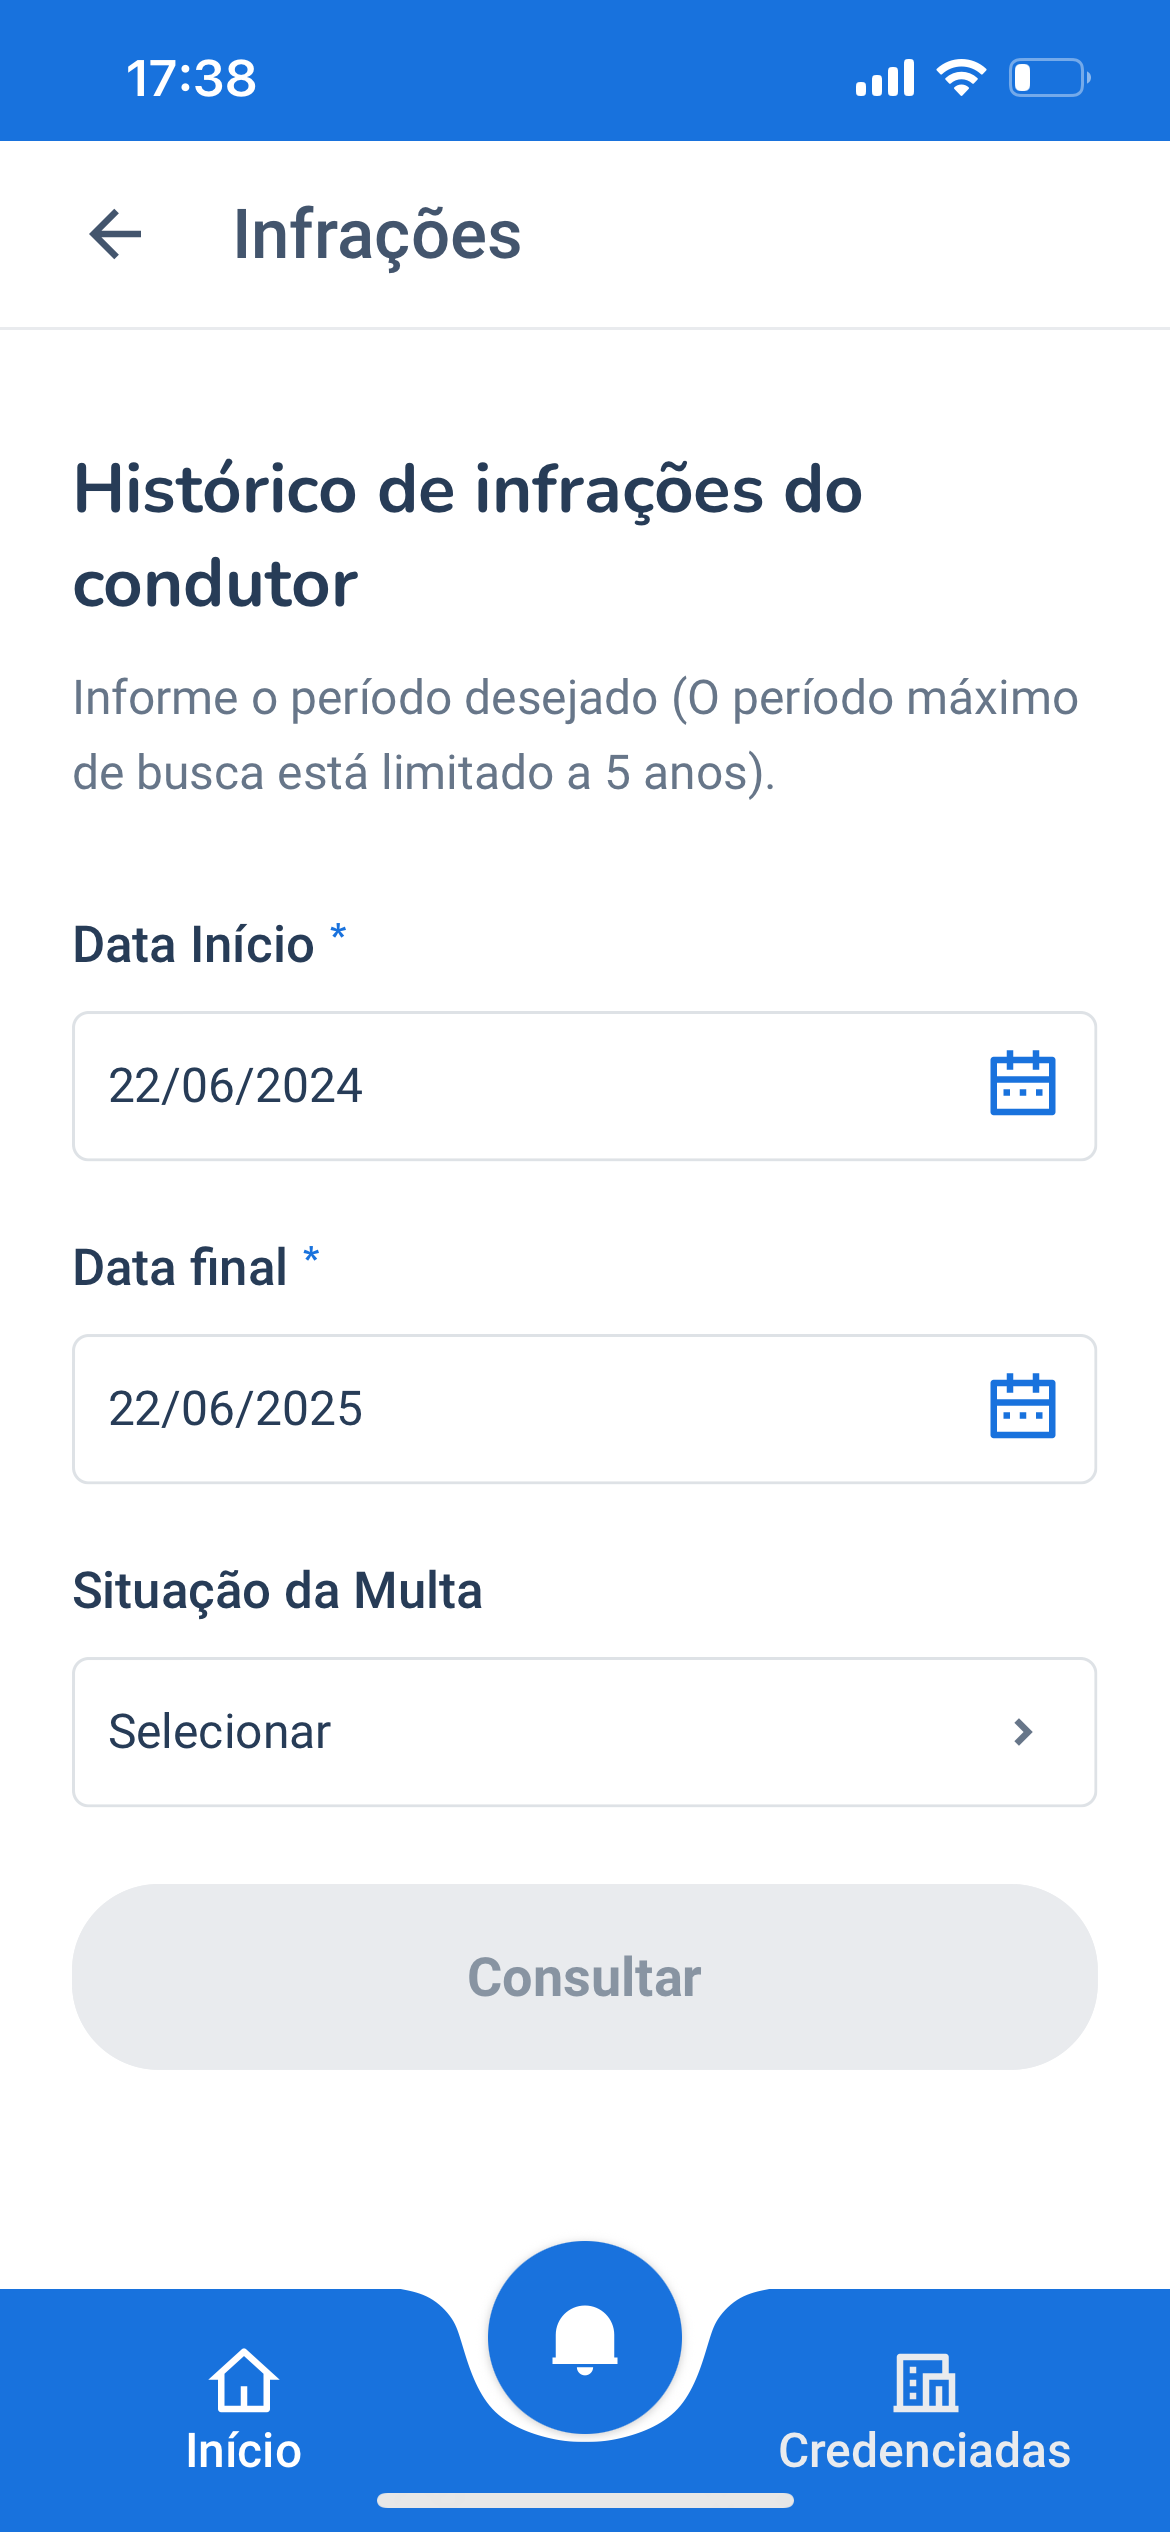 17:38
Infrações
Histórico de infrações do
condutor
Informe o período desejado (O período máximo
de busca está limitado a 5 anos).
Data Início *
22/06/2024
Data final *
22/06/2025
Situação da Multa
Selecionar
Consultar
Início
Credenciadas